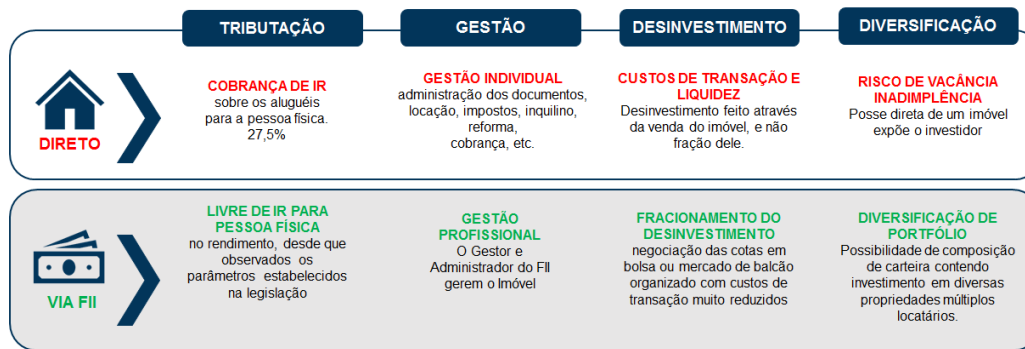 TRIBUTAÇÃO
GESTÃO
DESINVESTIMENTO
DIVERSIFICAÇÃO
DIRETO
COBRANÇA DE IR
sobre os aluguéis
para a pessoa física.
27,5%
GESTÃO INDIVIDUAL
administração dos documentos,
locação, impostos, inquilino,
reforma,
cobrança, etc.
CUSTOS DE TRANSAÇÃO E
LIQUIDEZ
Desinvestimento feito através
da venda do imóvel, e não
fração dele.
RISCO DE VACÂNCIA
INADIMPLÊNCIA
Posse direta de um imóvel
expõe o investidor
VIA FII
LIVRE DE IR PARA
PESSOA FÍSICA
no rendimento, desde que
observados os
parâmetros estabelecidos
na legislação
GESTÃO
PROFISSIONAL
O Gestor e
Administrador do FII
gerem o Imóvel
FRACIONAMENTO DO
DESINVESTIMENTO
negociação das cotas em
bolsa ou mercado de balcão
organizado com custos de
transação muito reduzidos
DIVERSIFICAÇÃO DE
PORTFÓLIO
Possibilidade de composição
de carteira contendo
investimento em diversas
propriedades múltiplos
locatários.